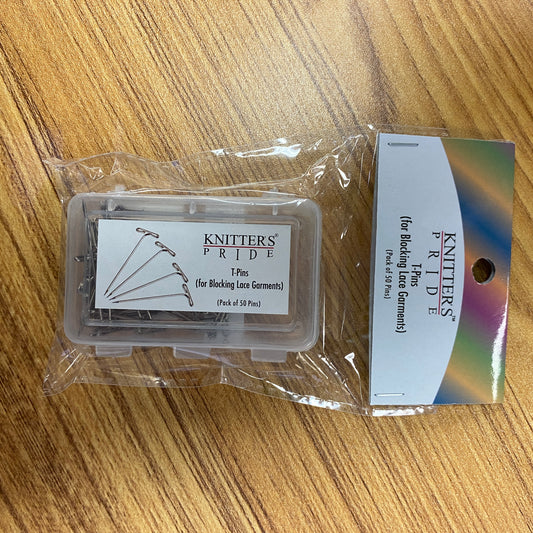 KNITTER'S®
PRIDE
T-Pins
(for Blocking Lace Garments)
(Pack of 50 Pins)
KNITTER'S™
PRIDE
T-Pins
(for Blocking Lace Garments)
(Pack of 50 Pins)